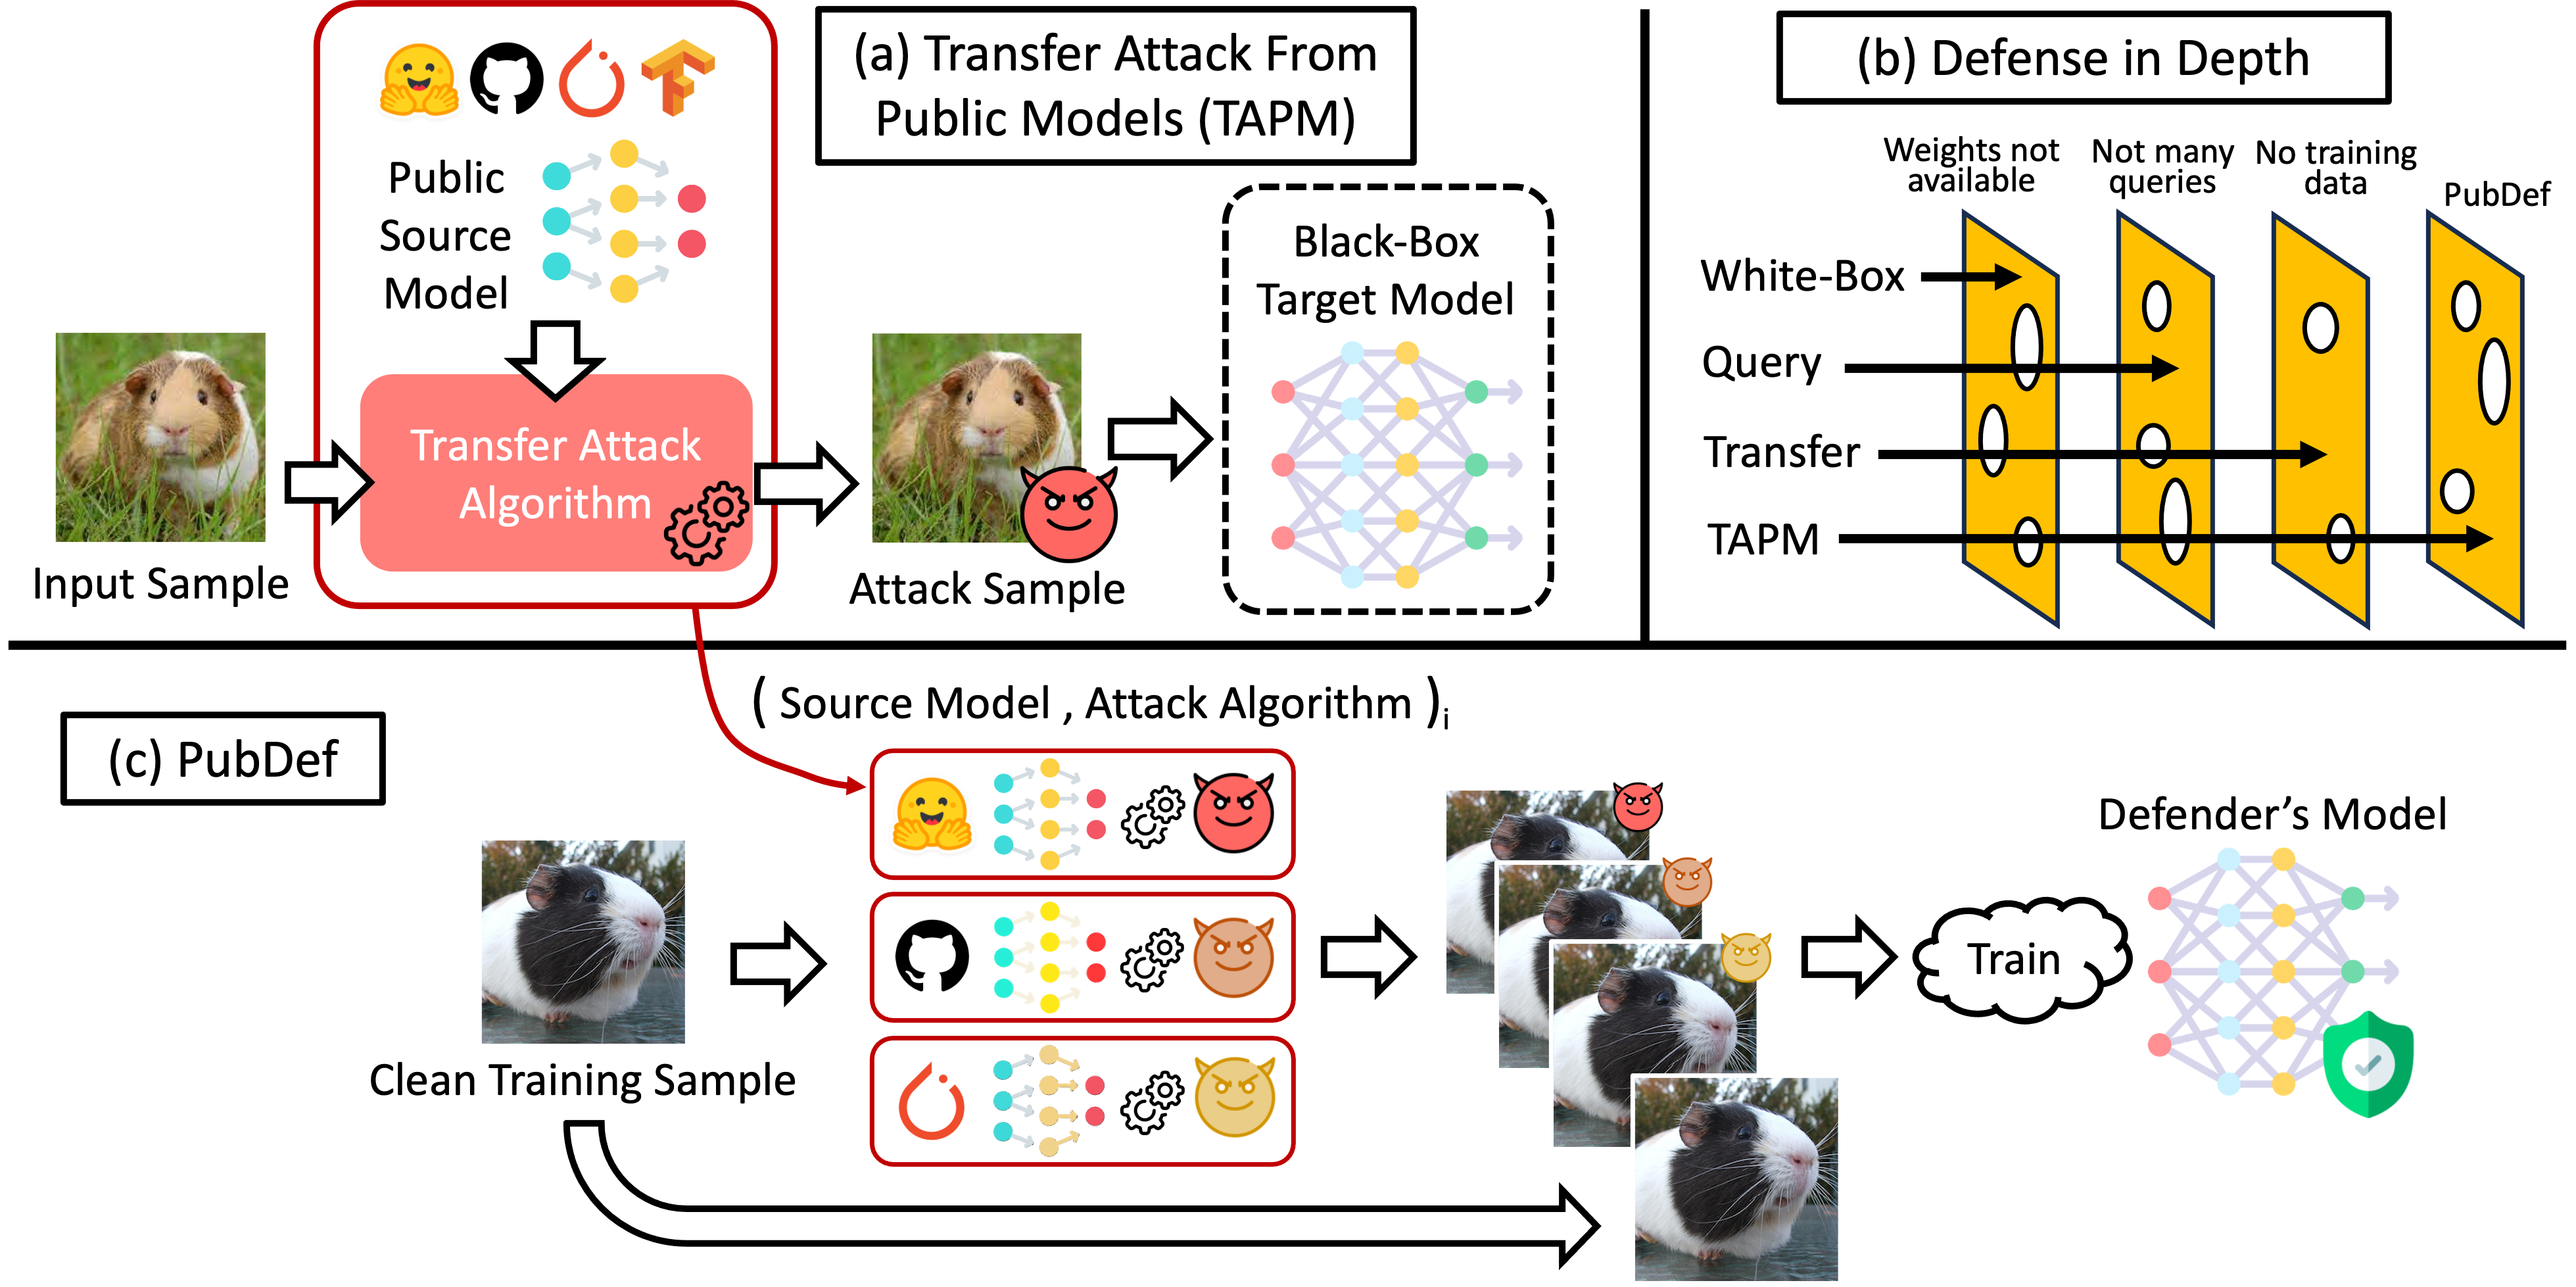 (a) Transfer Attack From
Public Models (TAPM)
Public
Source
Model
Transfer Attack
Algorithm
Input Sample
Attack Sample
Black-Box
Target Model
(b) Defense in Depth
Weights not
available
Not many
queries
No training
data
PubDef
White-Box
Query
Transfer
TAPM
(c) PubDef
( Source Model , Attack Algorithm )i
Clean Training Sample
Train
Defender’s Model